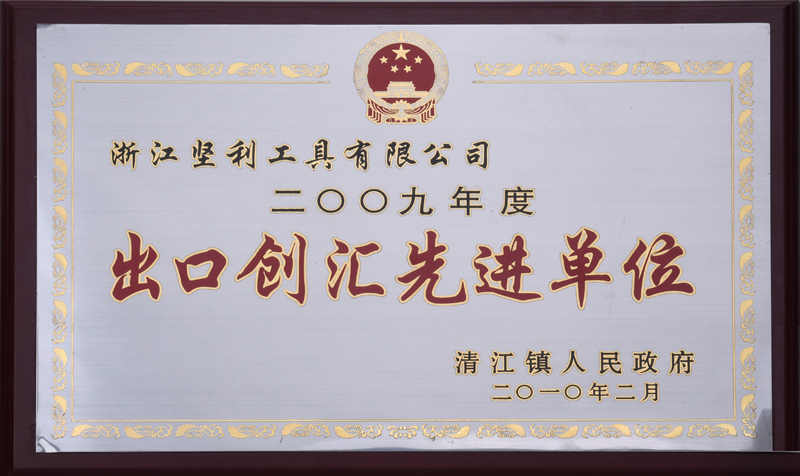 浙江坚利工具有限公司
二〇〇九年度
出口创汇先进单位
清江镇人民政府
二〇一〇年二月